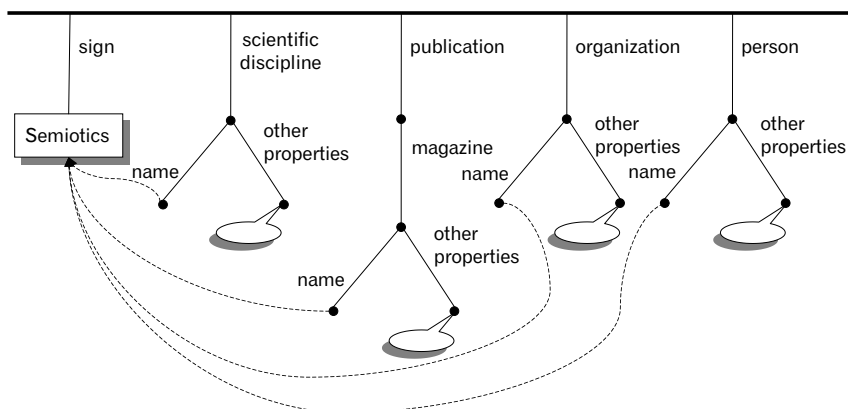 sign
scientific
discipline
publication
organization
person
Semiotics
name
other
properties
magazine
name
other
properties
name
other
properties
name
other
properties